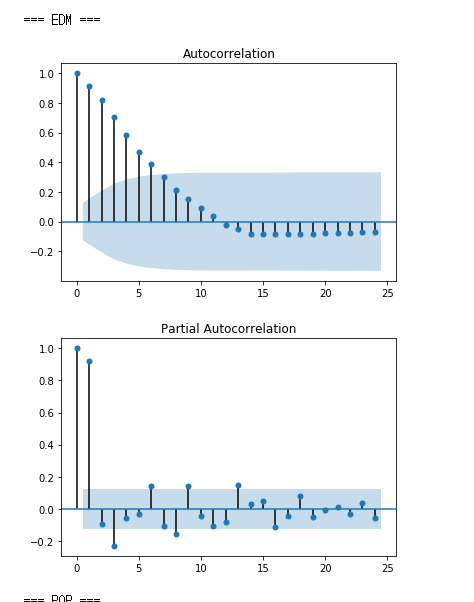 === EDM ===
Autocorrelation
1.0
0.8
0.6
0.4
0.2
0.0
−0.2
0 5 10 15 20 25
Partial Autocorrelation
1.0
0.8
0.6
0.4
0.2
0.0
−0.2
0 5 10 15 20 25
=== POP ===